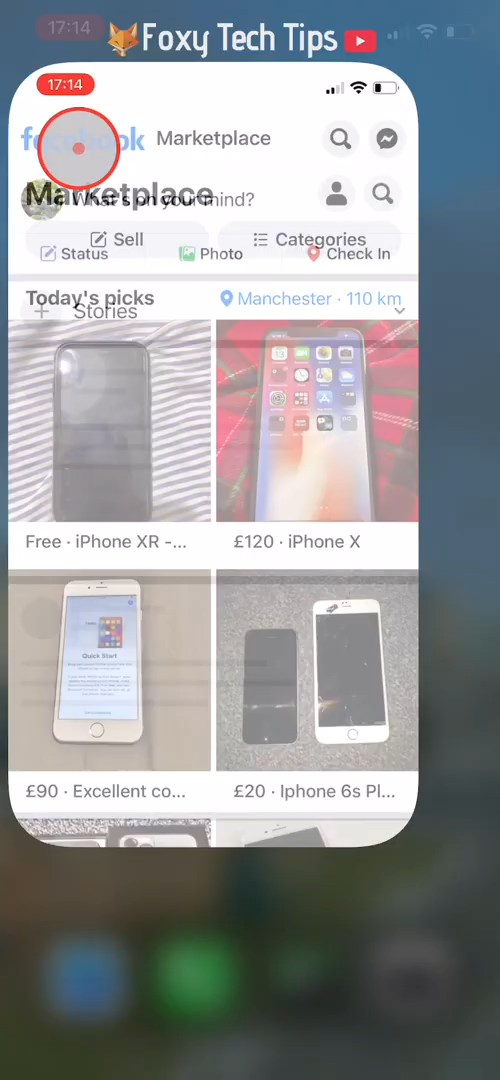 17:14
Foxy Tech Tips
17:14
facebook
Marketplace
Marketplace
What's on your mind?
Sell
Categories
Status
Photo
Check In
Today's picks
Manchester · 110 km
Stories
Free · iPhone XR -...
£120 · iPhone X
Quick Start
£90 · Excellent co...
£20 · Iphone 6s Pl...